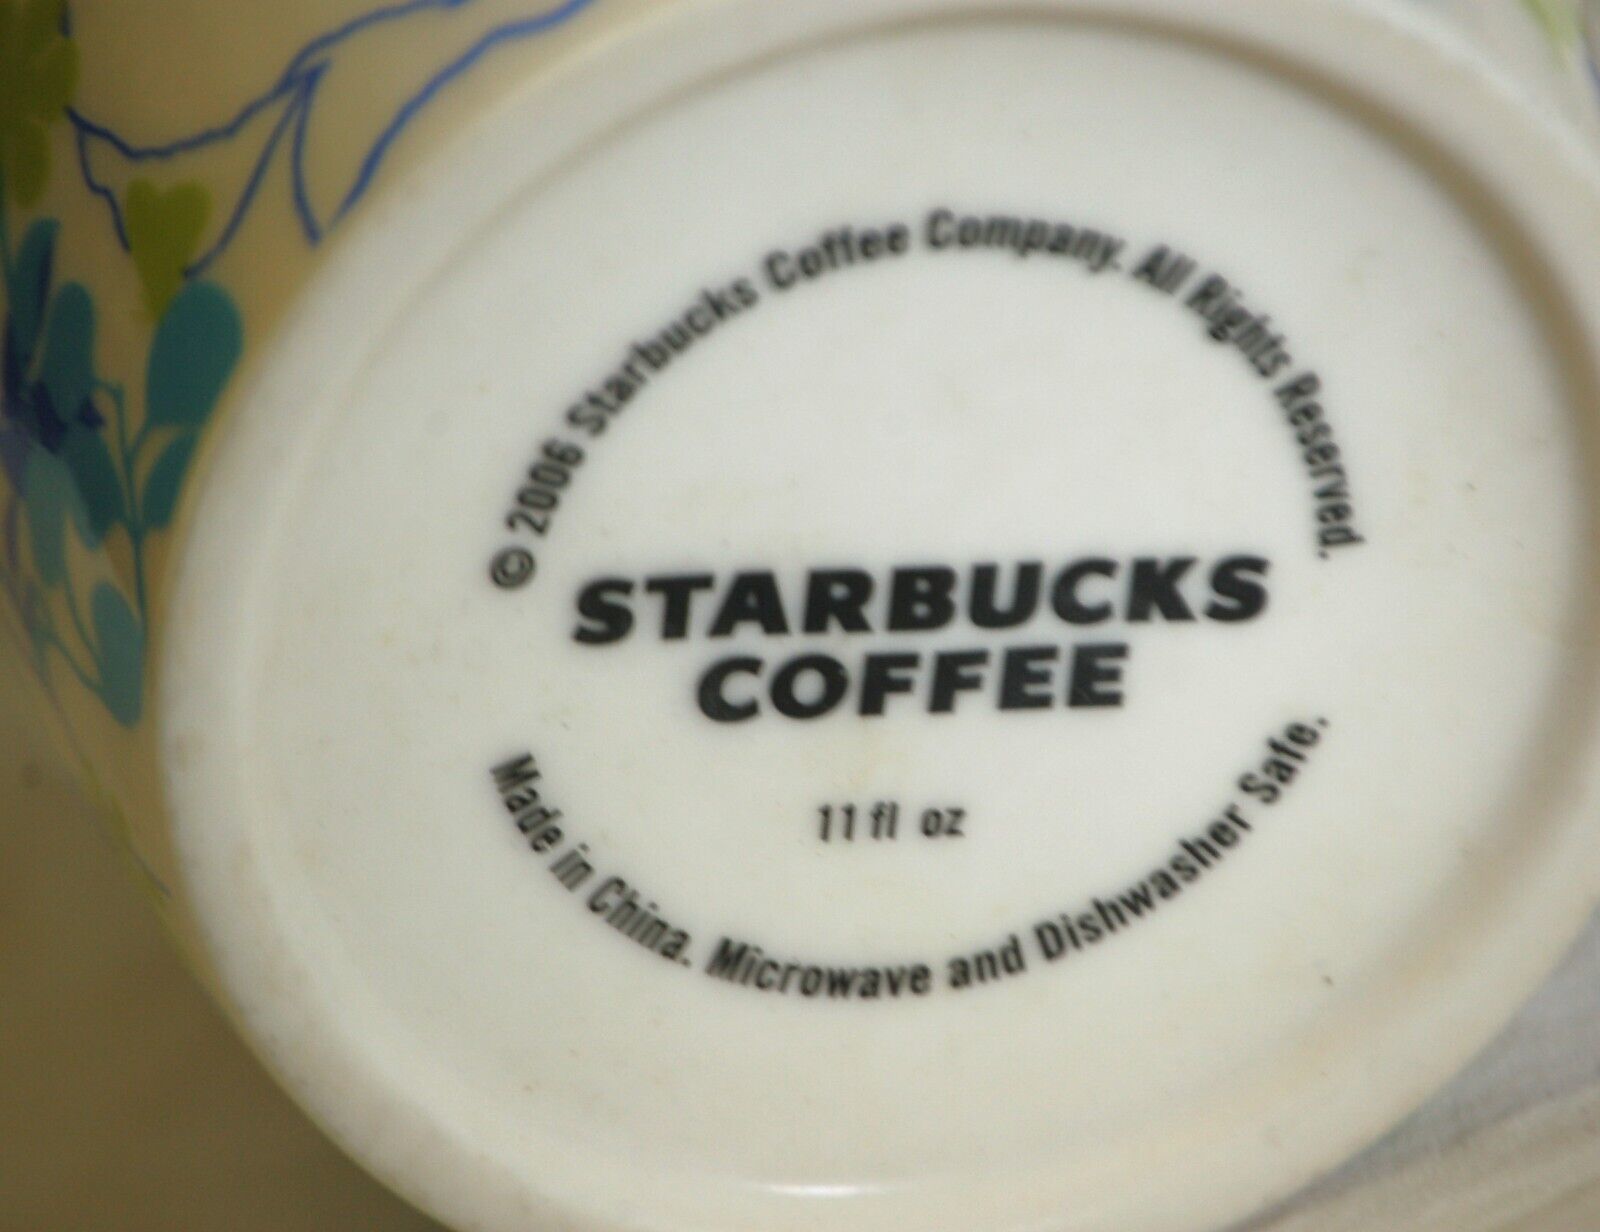 © 2006 Starbucks Coffee Company. All Rights Reserved.
STARBUCKS
COFFEE
11 fl oz
Made in China. Microwave and Dishwasher Safe.